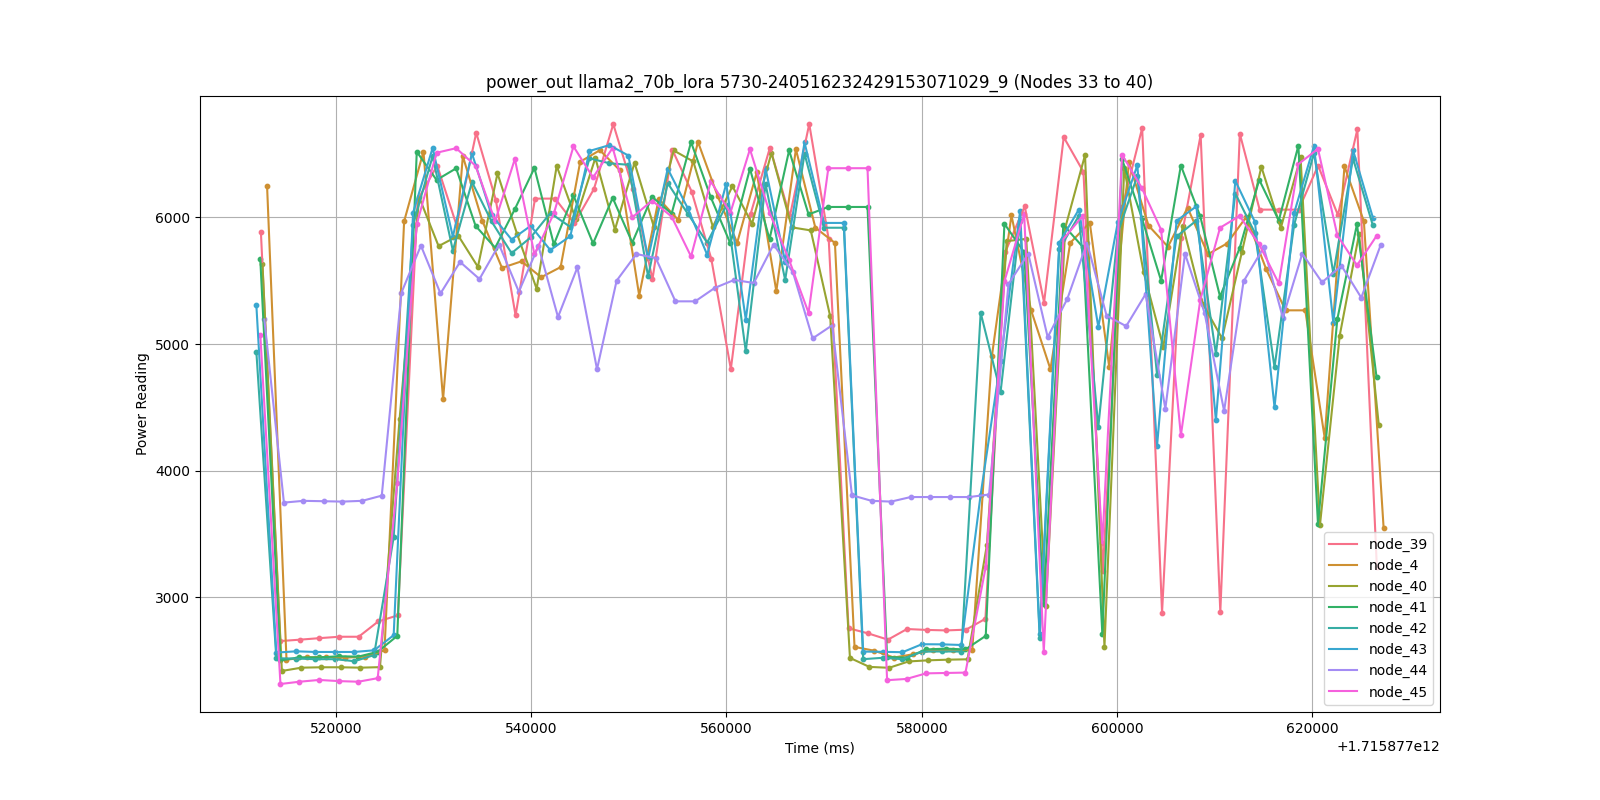 power_out llama2_70b_lora 5730-240516232429153071029_9 (Nodes 33 to 40)
Power Reading
6000
5000
4000
3000
node_39
node_4
node_40
node_41
node_42
node_43
node_44
node_45
520000 540000 560000 580000 600000 620000
Time (ms)
+1.715877e12